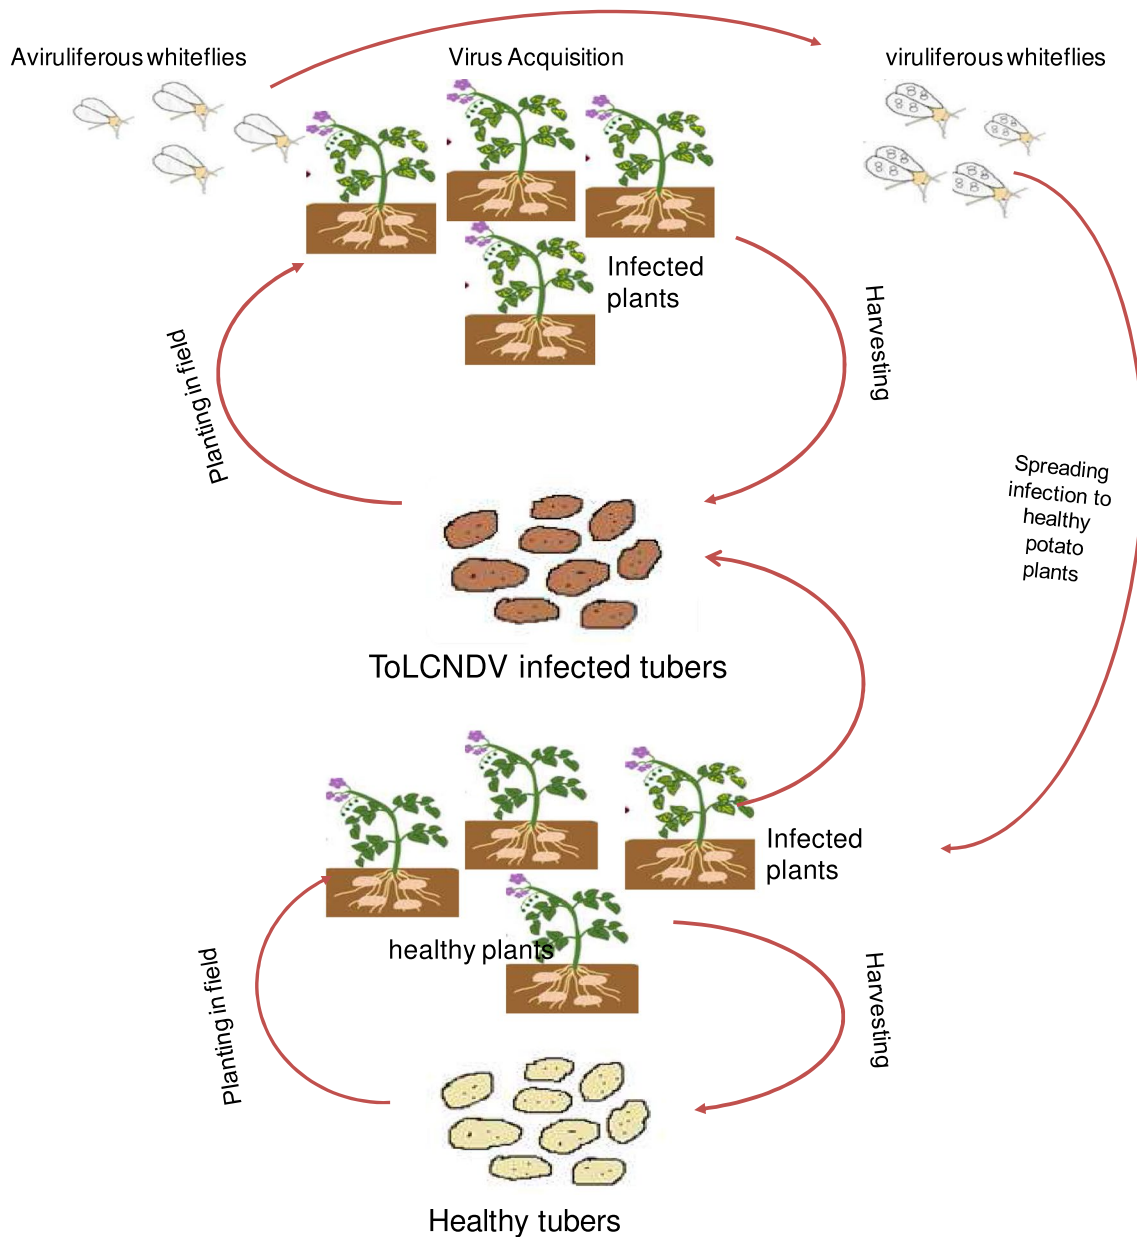 Aviruliferous whiteflies
Virus Acquisition
viruliferous whiteflies
Infected
plants
Planting in field
Harvesting
Spreading
infection to
healthy
potato
plants
ToLCNDV infected tubers
Infected
plants
healthy plants
Planting in field
Harvesting
Healthy tubers